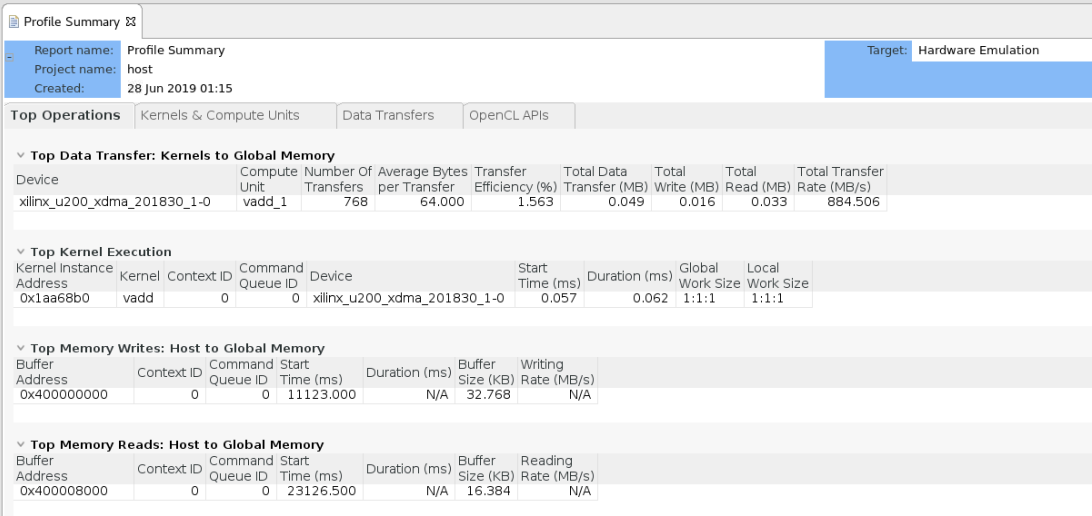 Profile Summary
Report name: Profile Summary
Target: Hardware Emulation
Project name: host
Created: 28 Jun 2019 01:15
Top Operations Kernels & Compute Units Data Transfers OpenCL APIs
Top Data Transfer: Kernels to Global Memory
Device Compute Unit Number Of Transfers Average Bytes per Transfer Transfer Efficiency (%) Total Data Transfer (MB) Total Write (MB) Total Read (MB) Total Transfer Rate (MB/s)
xilinx_u200_xdma_201830_1-0 vadd_1 768 64.000 1.563 0.049 0.016 0.033 884.506
Top Kernel Execution
Kernel Instance Address Kernel Context ID Command Queue ID Device Start Time (ms) Duration (ms) Global Work Size Local Work Size
0x1aa68b0 vadd 0 0 xilinx_u200_xdma_201830_1-0 0.057 0.062 1:1:1 1:1:1
Top Memory Writes: Host to Global Memory
Buffer Address Context ID Command Queue ID Start Time (ms) Duration (ms) Buffer Size (KB) Writing Rate (MB/s)
0x400000000 0 0 11123.000 N/A 32.768 N/A
Top Memory Reads: Host to Global Memory
Buffer Address Context ID Command Queue ID Start Time (ms) Duration (ms) Buffer Size (KB) Reading Rate (MB/s)
0x400008000 0 0 23126.500 N/A 16.384 N/A